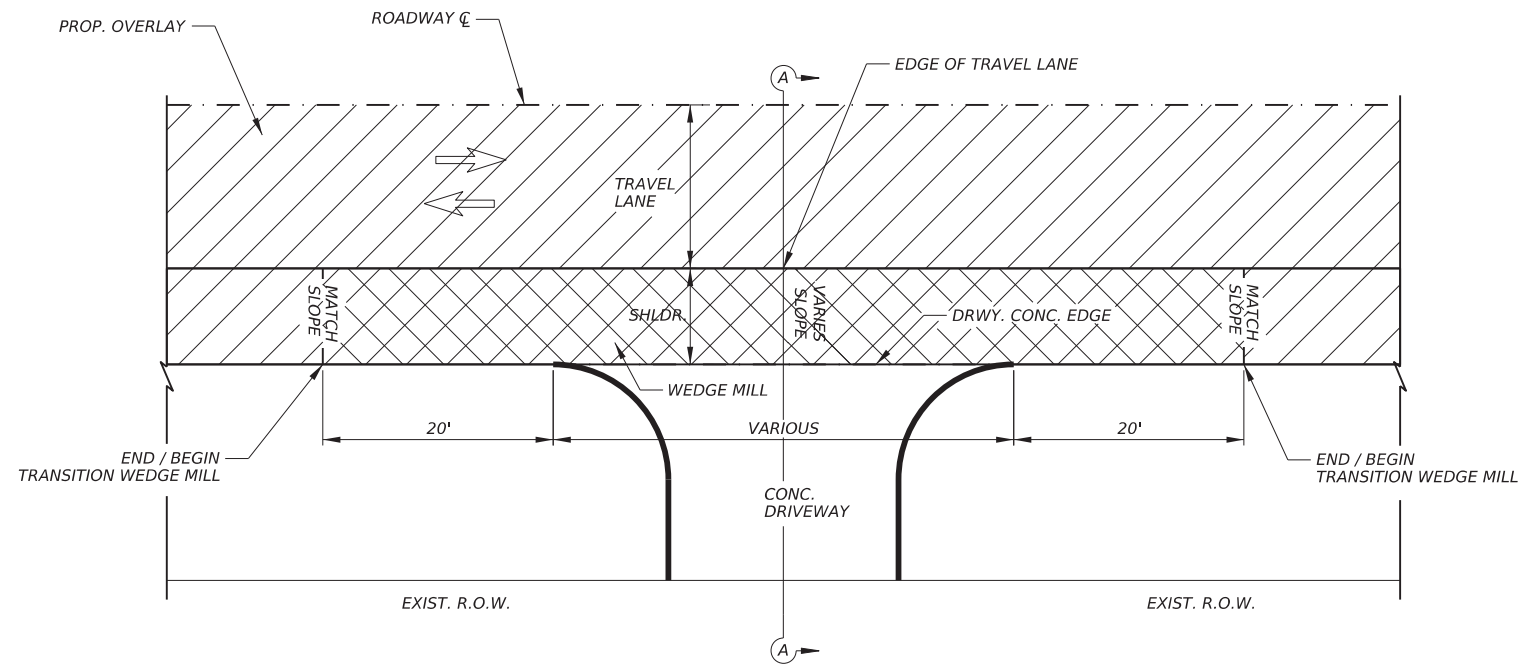 PROP. OVERLAY
ROADWAY ℄
A
EDGE OF TRAVEL LANE
TRAVEL
LANE
MATCH
SLOPE
SHLDR.
VARIES
SLOPE
DRWY. CONC. EDGE
MATCH
SLOPE
WEDGE MILL
20'
VARIOUS
20'
END / BEGIN
TRANSITION WEDGE MILL
END / BEGIN
TRANSITION WEDGE MILL
CONC.
DRIVEWAY
EXIST. R.O.W.
EXIST. R.O.W.
A